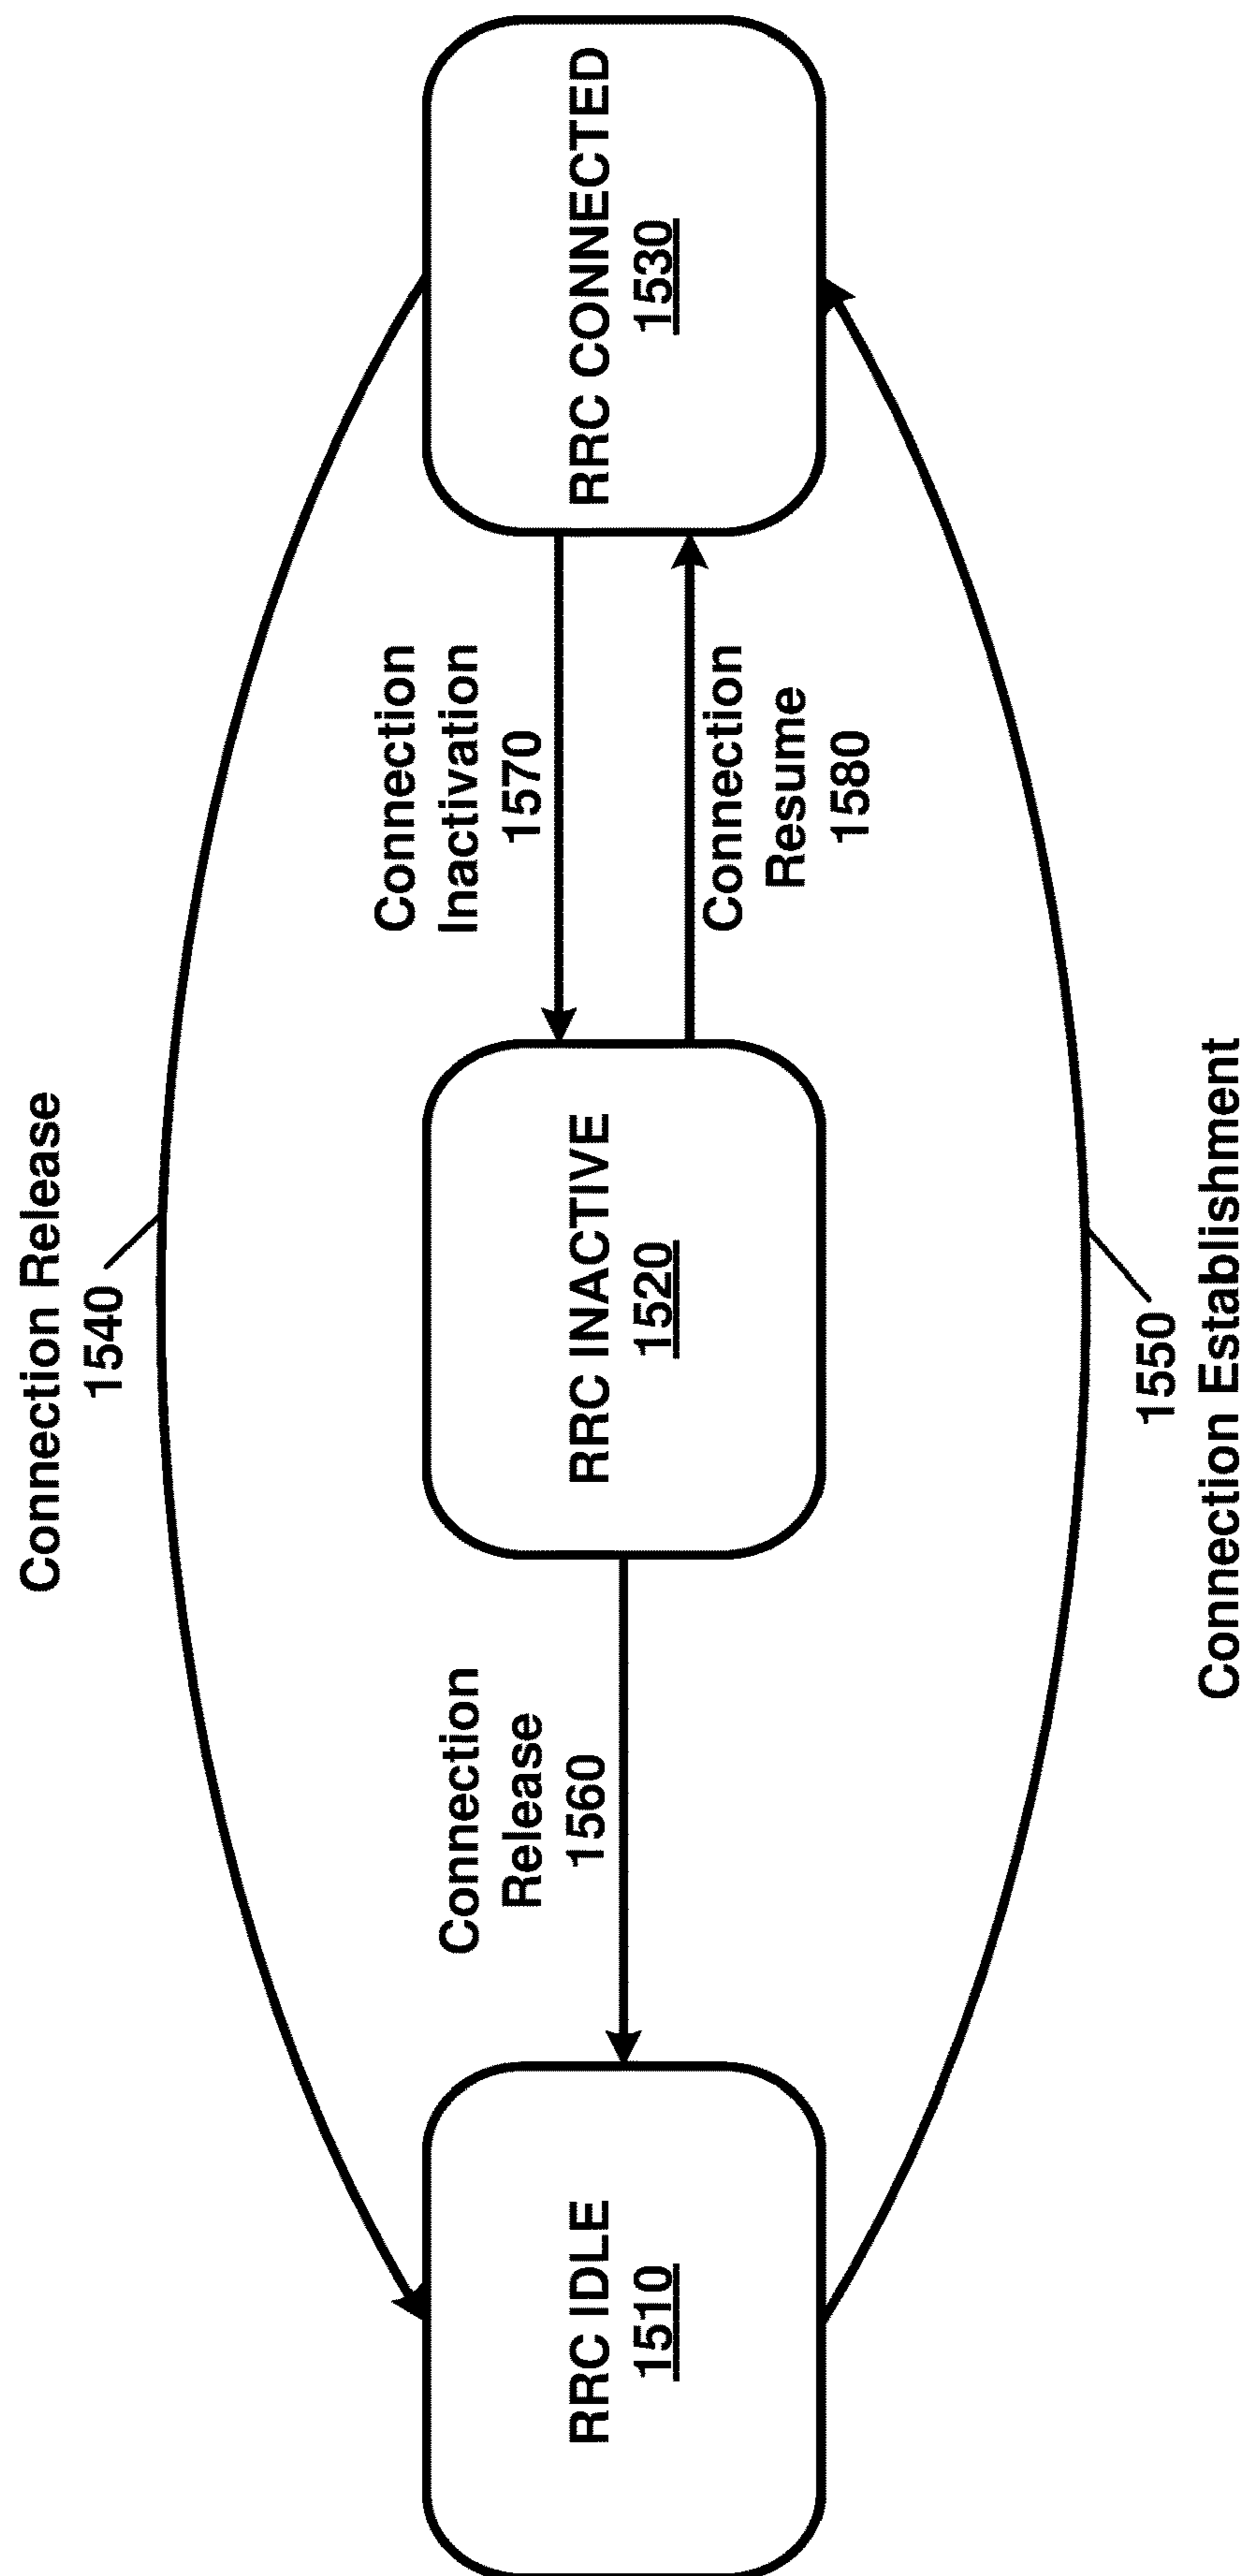 Connection Release
1540
RRC IDLE
1510
Connection
Release
1560
RRC INACTIVE
1520
Connection
Inactivation
1570
Connection
Resume
1580
RRC CONNECTED
1530
1550
Connection Establishment